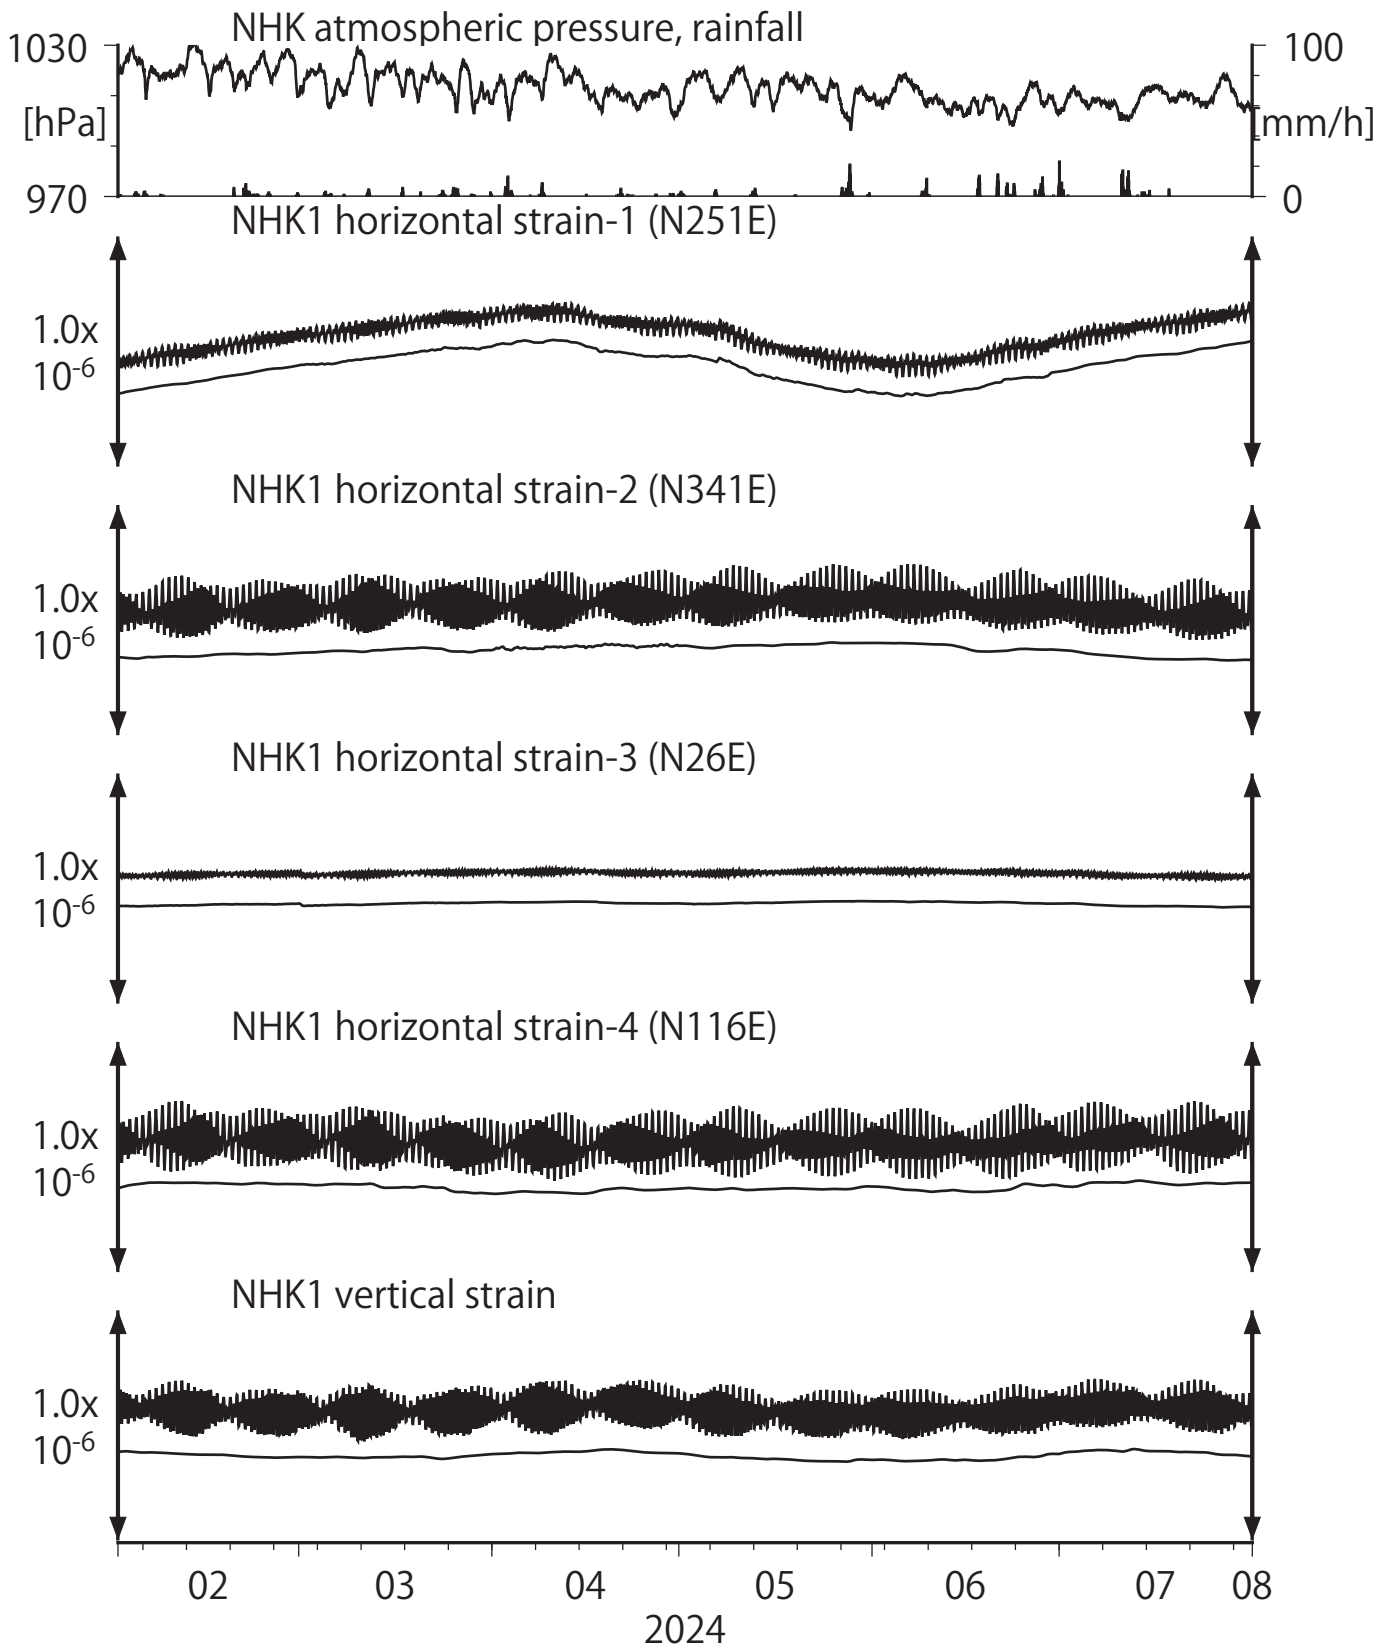 NHK atmospheric pressure, rainfall
1030
100
[hPa]
[mm/h]
970
0
NHK1 horizontal strain-1 (N251E)
1.0x
10-6
NHK1 horizontal strain-2 (N341E)
1.0x
10-6
NHK1 horizontal strain-3 (N26E)
1.0x
10-6
NHK1 horizontal strain-4 (N116E)
1.0x
10-6
NHK1 vertical strain
1.0x
10-6
02 03 04 05 06 07 08
2024